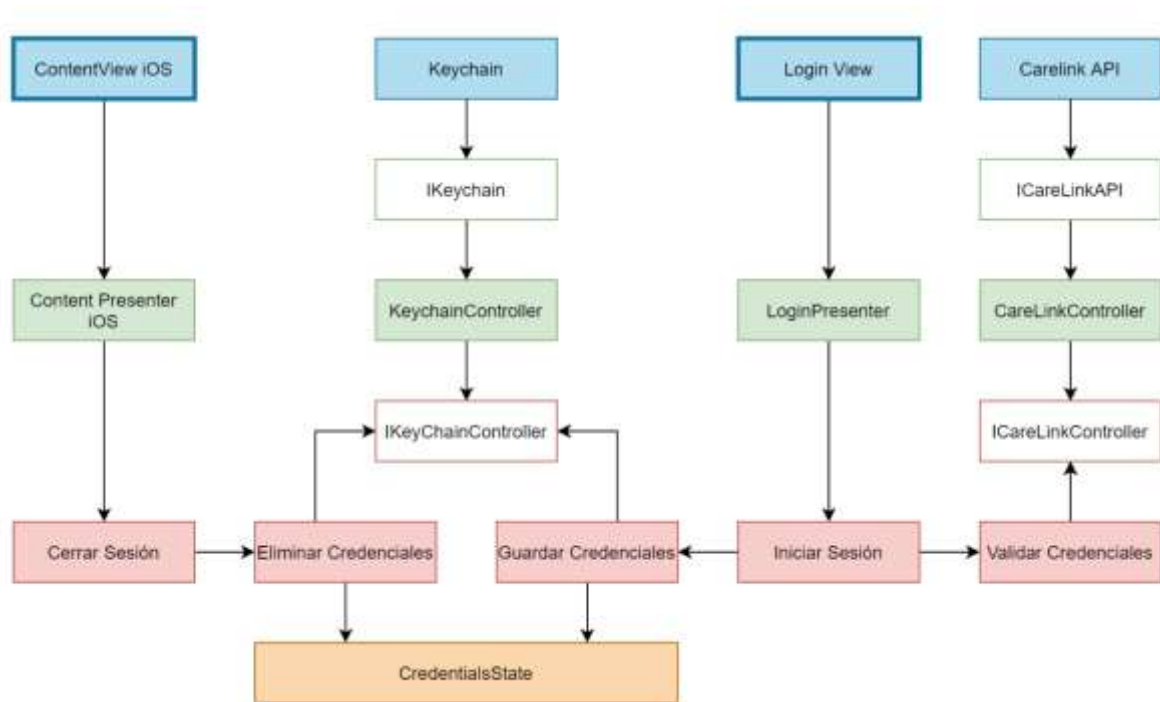 ContentView iOS
Keychain
Login View
Carelink API
IKeychain
ICareLinkAPI
Content Presenter
iOS
KeychainController
LoginPresenter
CareLinkController
IKeyChainController
ICareLinkController
Cerrar Sesión
Eliminar Credenciales
Guardar Credenciales
Iniciar Sesión
Validar Credenciales
CredentialsState